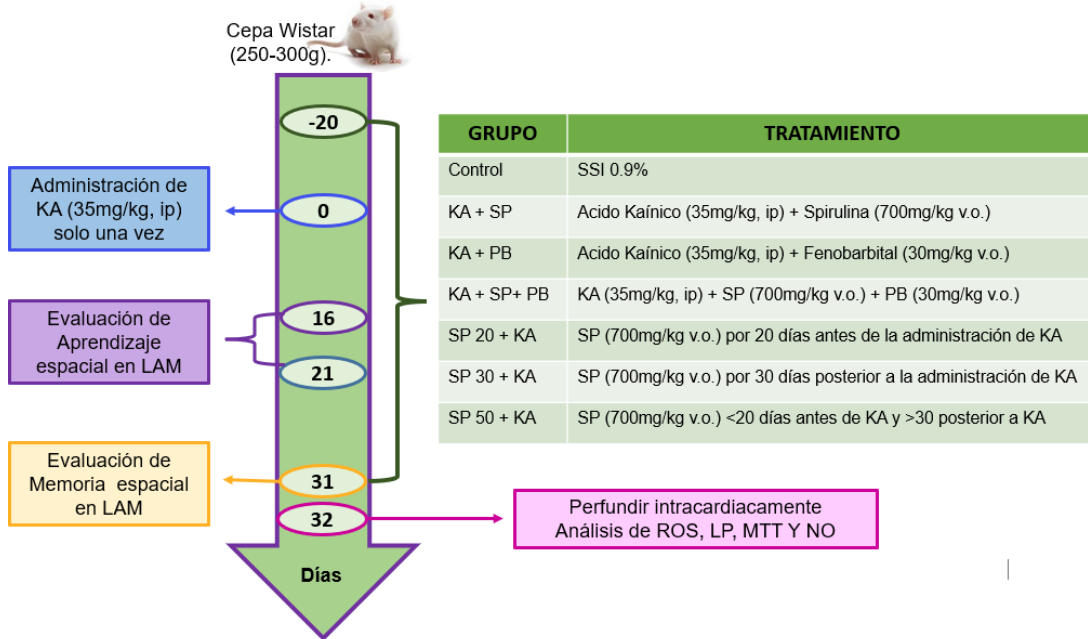 Cepa Wistar
(250-300g).
-20
Administración de
KA (35mg/kg, ip)
solo una vez
0
Evaluación de
Aprendizaje
espacial en LAM
16
21
Evaluación de
Memoria espacial
en LAM
31
32
Días
GRUPO TRATAMIENTO
Control SSI 0.9%
KA + SP Acido Kaínico (35mg/kg, ip) + Spirulina (700mg/kg v.o.)
KA + PB Acido Kaínico (35mg/kg, ip) + Fenobarbital (30mg/kg v.o.)
KA + SP+ PB KA (35mg/kg, ip) + SP (700mg/kg v.o.) + PB (30mg/kg v.o.)
SP 20 + KA SP (700mg/kg v.o.) por 20 días antes de la administración de KA
SP 30 + KA SP (700mg/kg v.o.) por 30 días posterior a la administración de KA
SP 50 + KA SP (700mg/kg v.o.) <20 días antes de KA y >30 posterior a KA
Perfundir intracardiacamente
Análisis de ROS, LP, MTT Y NO